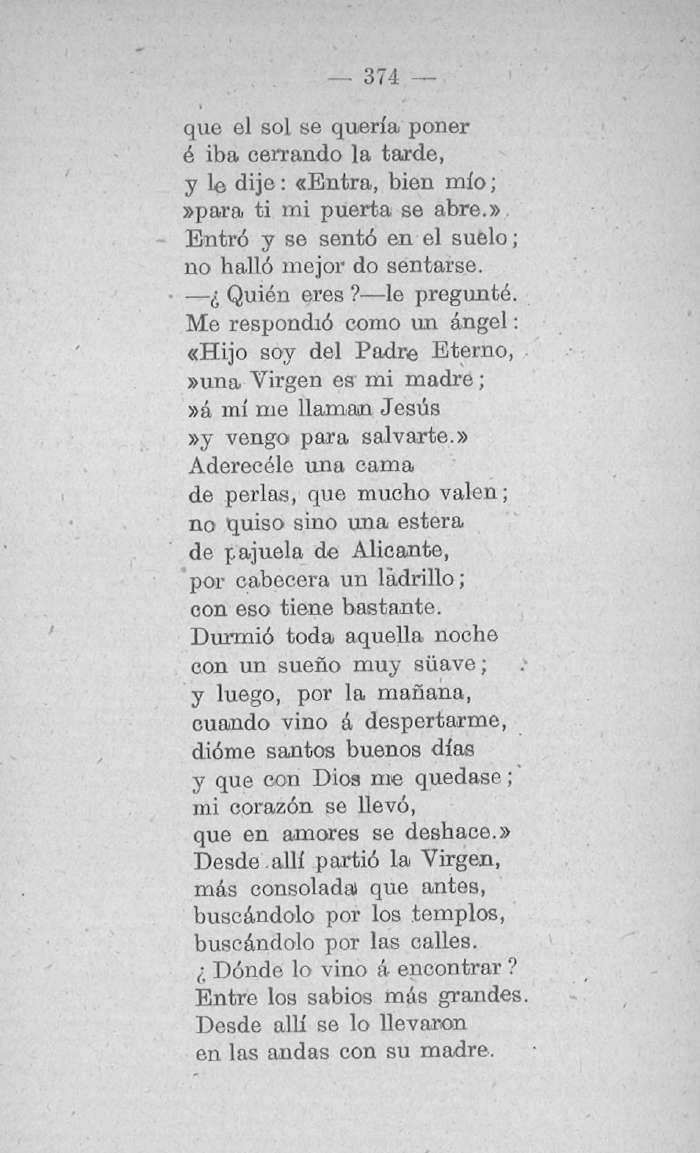 — 374 —
que el sol se quería poner
é iba cerrando la tarde,
y le dije: «Entra, bien mío;
»para ti mi puerta se abre.»
Entró y se sentó en el suelo;
no halló mejor do sentarse.
—¿Quién eres?—le pregunté.
Me respondió como un ángel:
«Hijo soy del Padre Eterno,
»una Virgen es mi madre;
»á mí me llaman Jesús
»y vengo para salvarte.»
Aderecéle una cama
de perlas, que mucho valen;
no quiso sino una estera
de pajuela de Alicante,
por cabecera un ladrillo;
con eso tiene bastante.
Durmió toda aquella noche
con un sueño muy süave;
y luego, por la mañana,
cuando vino á despertarme,
dióme santos buenos días
y que con Dios me quedase;
mi corazón se llevó,
que en amores se deshace.»
Desde allí partió la Virgen,
más consolada que antes,
buscándolo por los templos,
buscándolo por las calles.
¿Dónde lo vino á encontrar?
Entre los sabios más grandes.
Desde allí se lo llevaron
en las andas con su madre.